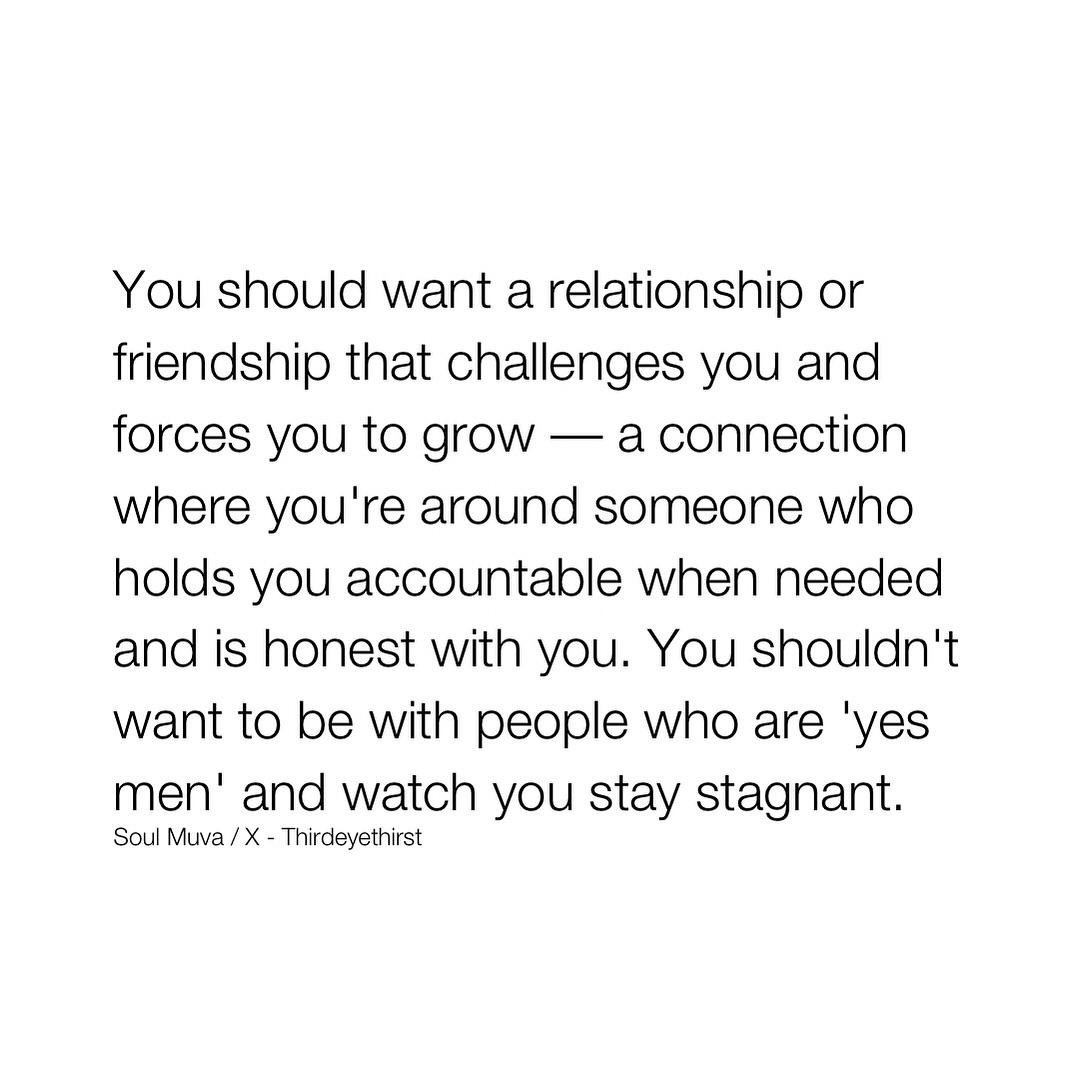 You should want a relationship or
friendship that challenges you and
forces you to grow — a connection
where you're around someone who
holds you accountable when needed
and is honest with you. You shouldn't
want to be with people who are 'yes
men' and watch you stay stagnant.
Soul Muva / X - Thirdeyethirst